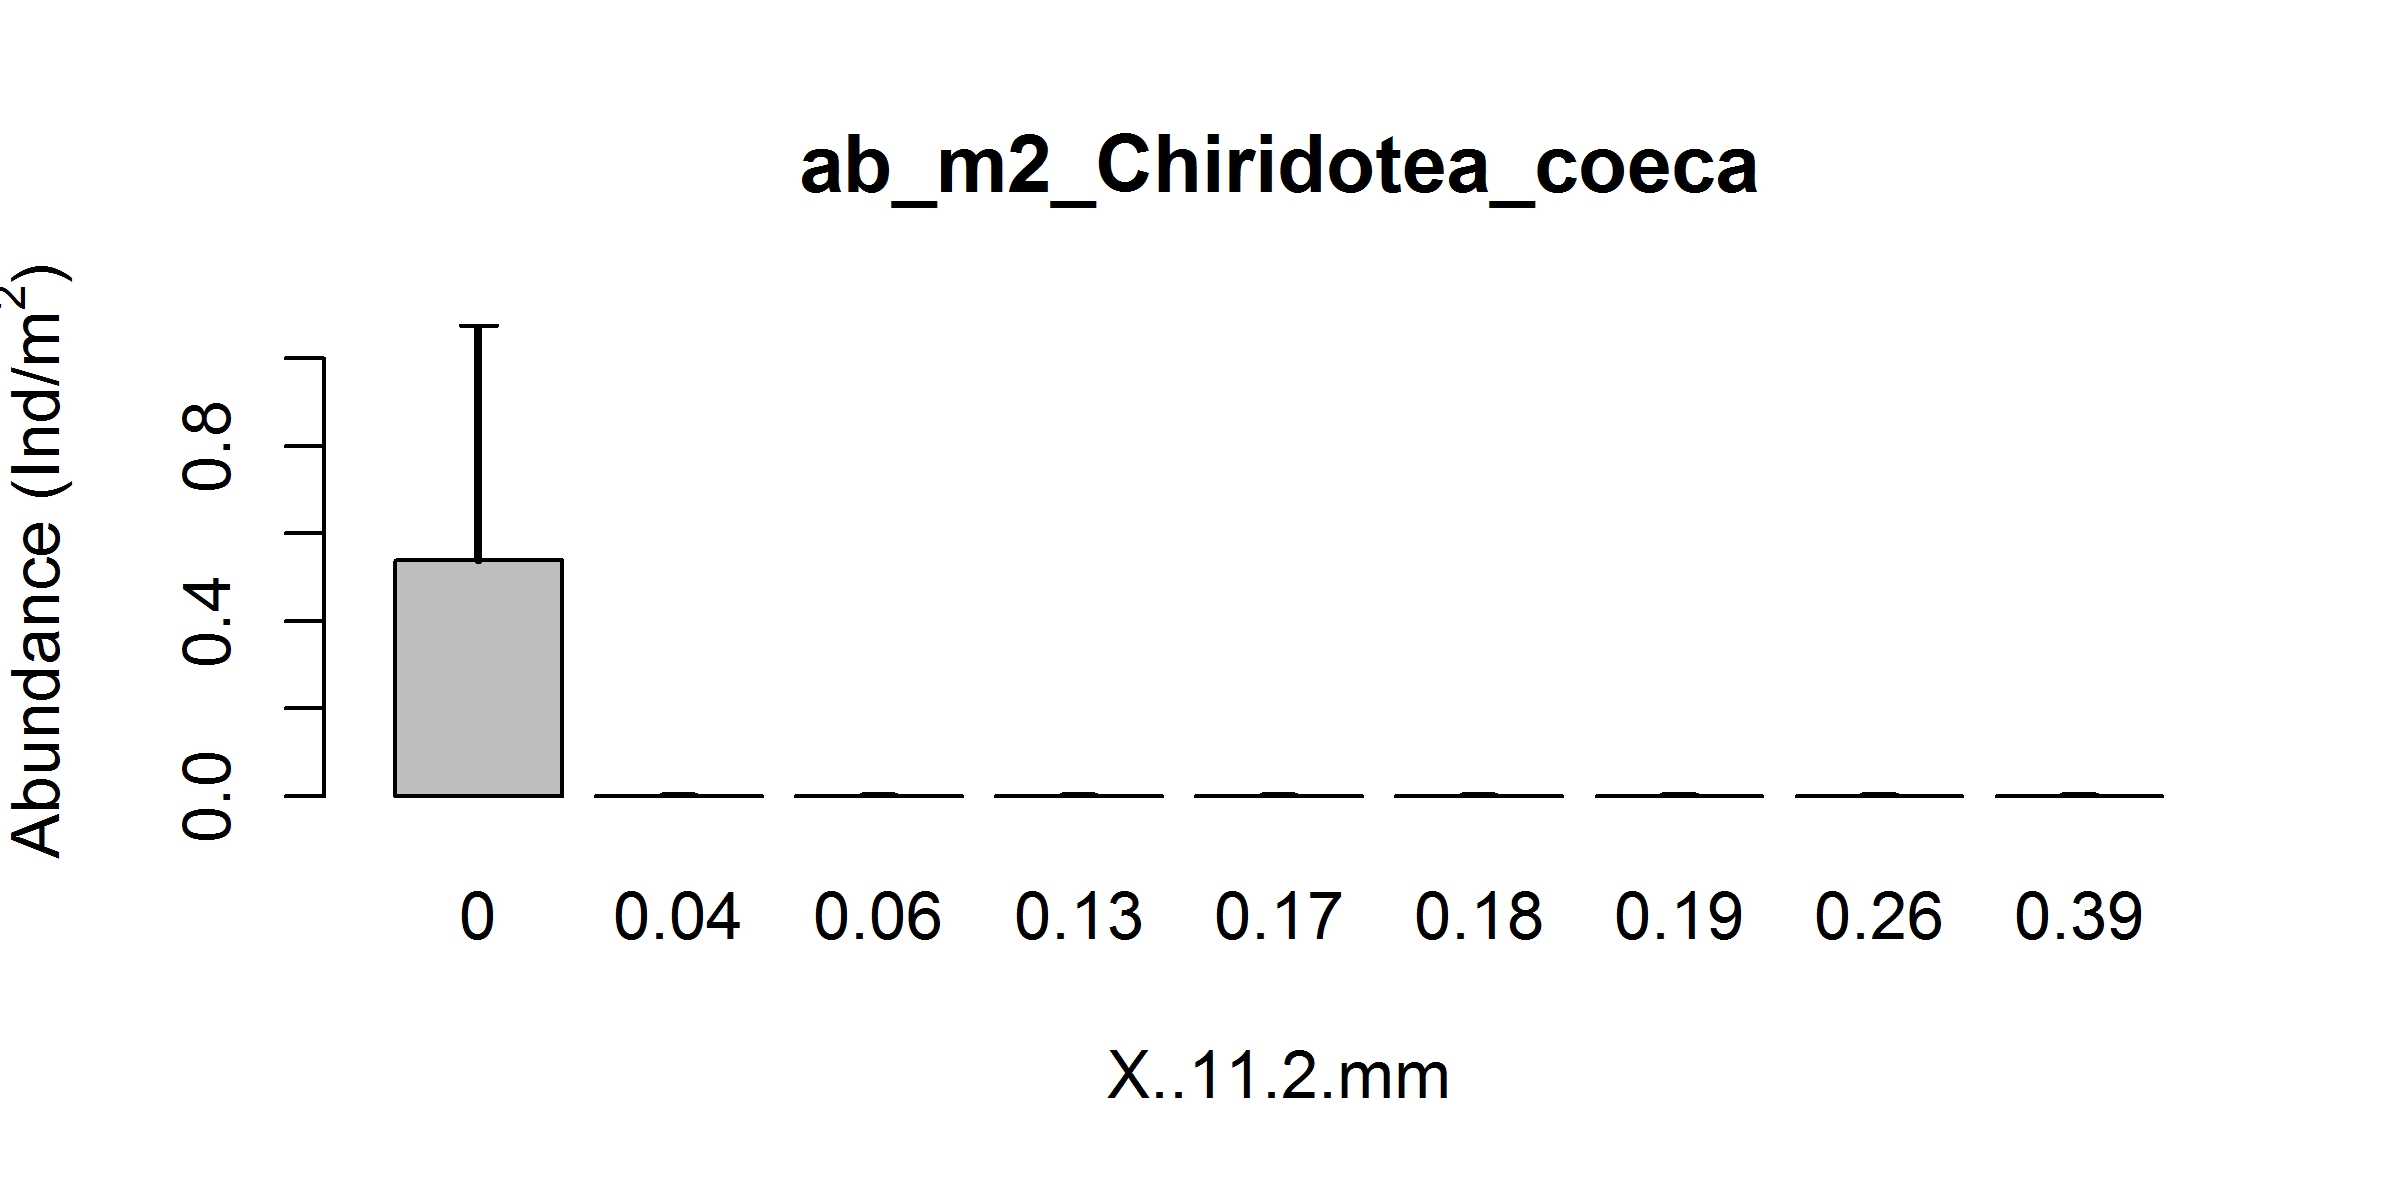 ab_m2_Chiridotea_coeca
Abundance (Ind/m²)
0.8
0.4
0.0
0 0.04 0.06 0.13 0.17 0.18 0.19 0.26 0.39
X..11.2.mm